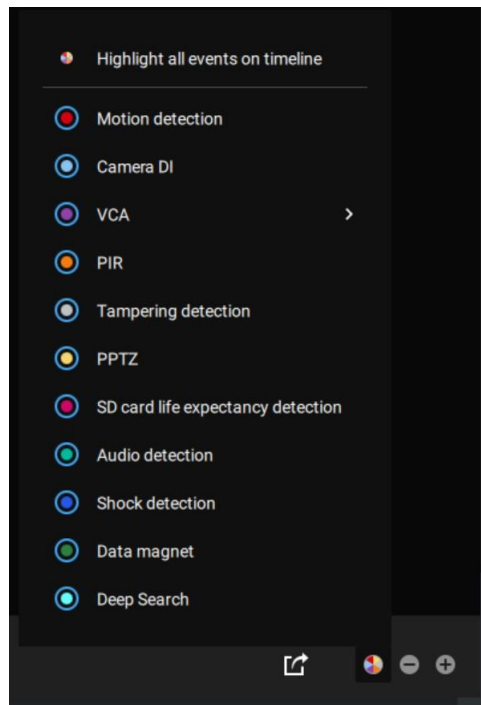 Highlight all events on timeline
Motion detection
Camera DI
VCA
PIR
Tampering detection
PPTZ
SD card life expectancy detection
Audio detection
Shock detection
Data magnet
Deep Search